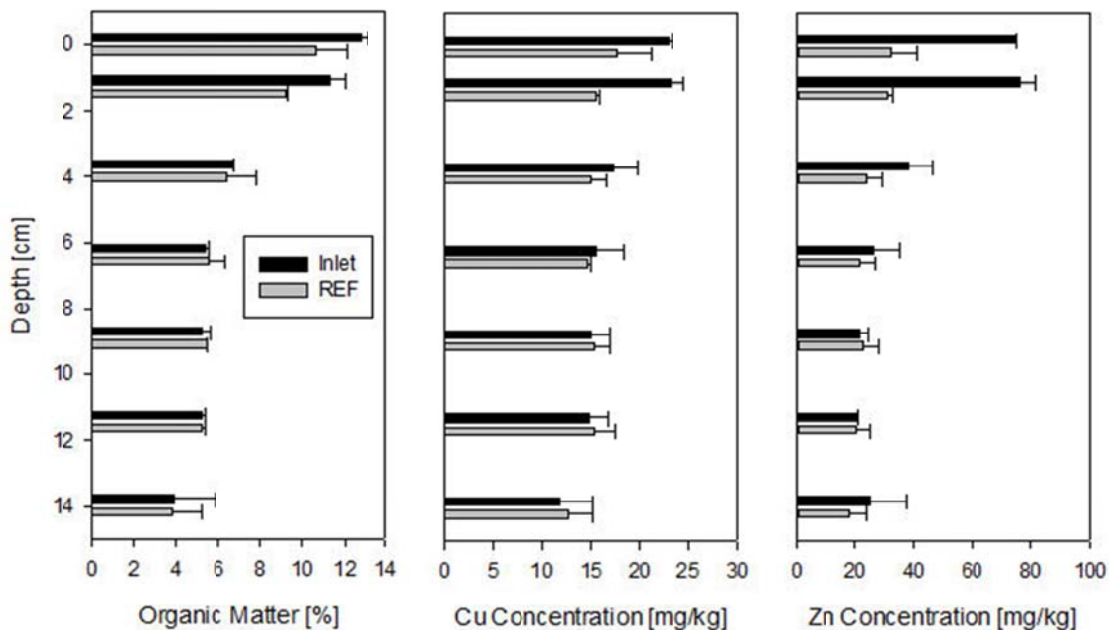 Depth [cm]
0
2
4
6
8
10
12
14
Inlet
REF
0 2 4 6 8 10 12 14
Organic Matter [%]
0 5 10 15 20 25 30
Cu Concentration [mg/kg]
0 20 40 60 80 100
Zn Concentration [mg/kg]